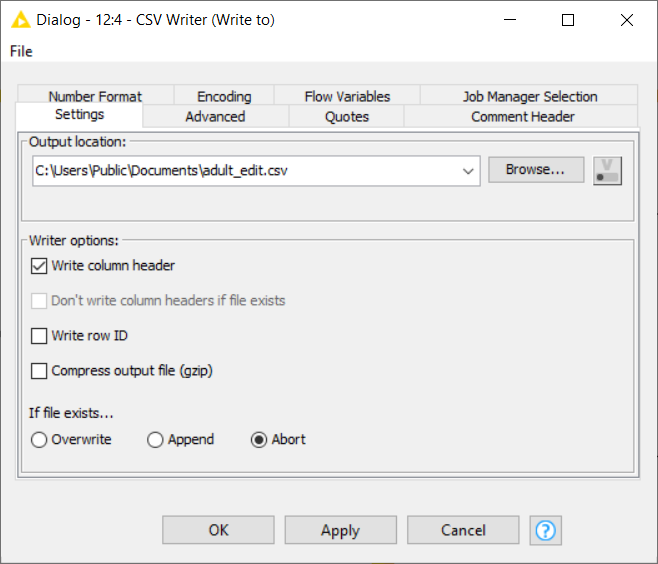 Dialog - 12:4 - CSV Writer (Write to)
File
Number Format Encoding Flow Variables Job Manager Selection
Settings Advanced Quotes Comment Header
Output location:
C:\Users\Public\Documents\adult_edit.csv Browse... V
Writer options:
Write column header
Don't write column headers if file exists
Write row ID
Compress output file (gzip)
If file exists...
Overwrite Append Abort
OK Apply Cancel ?